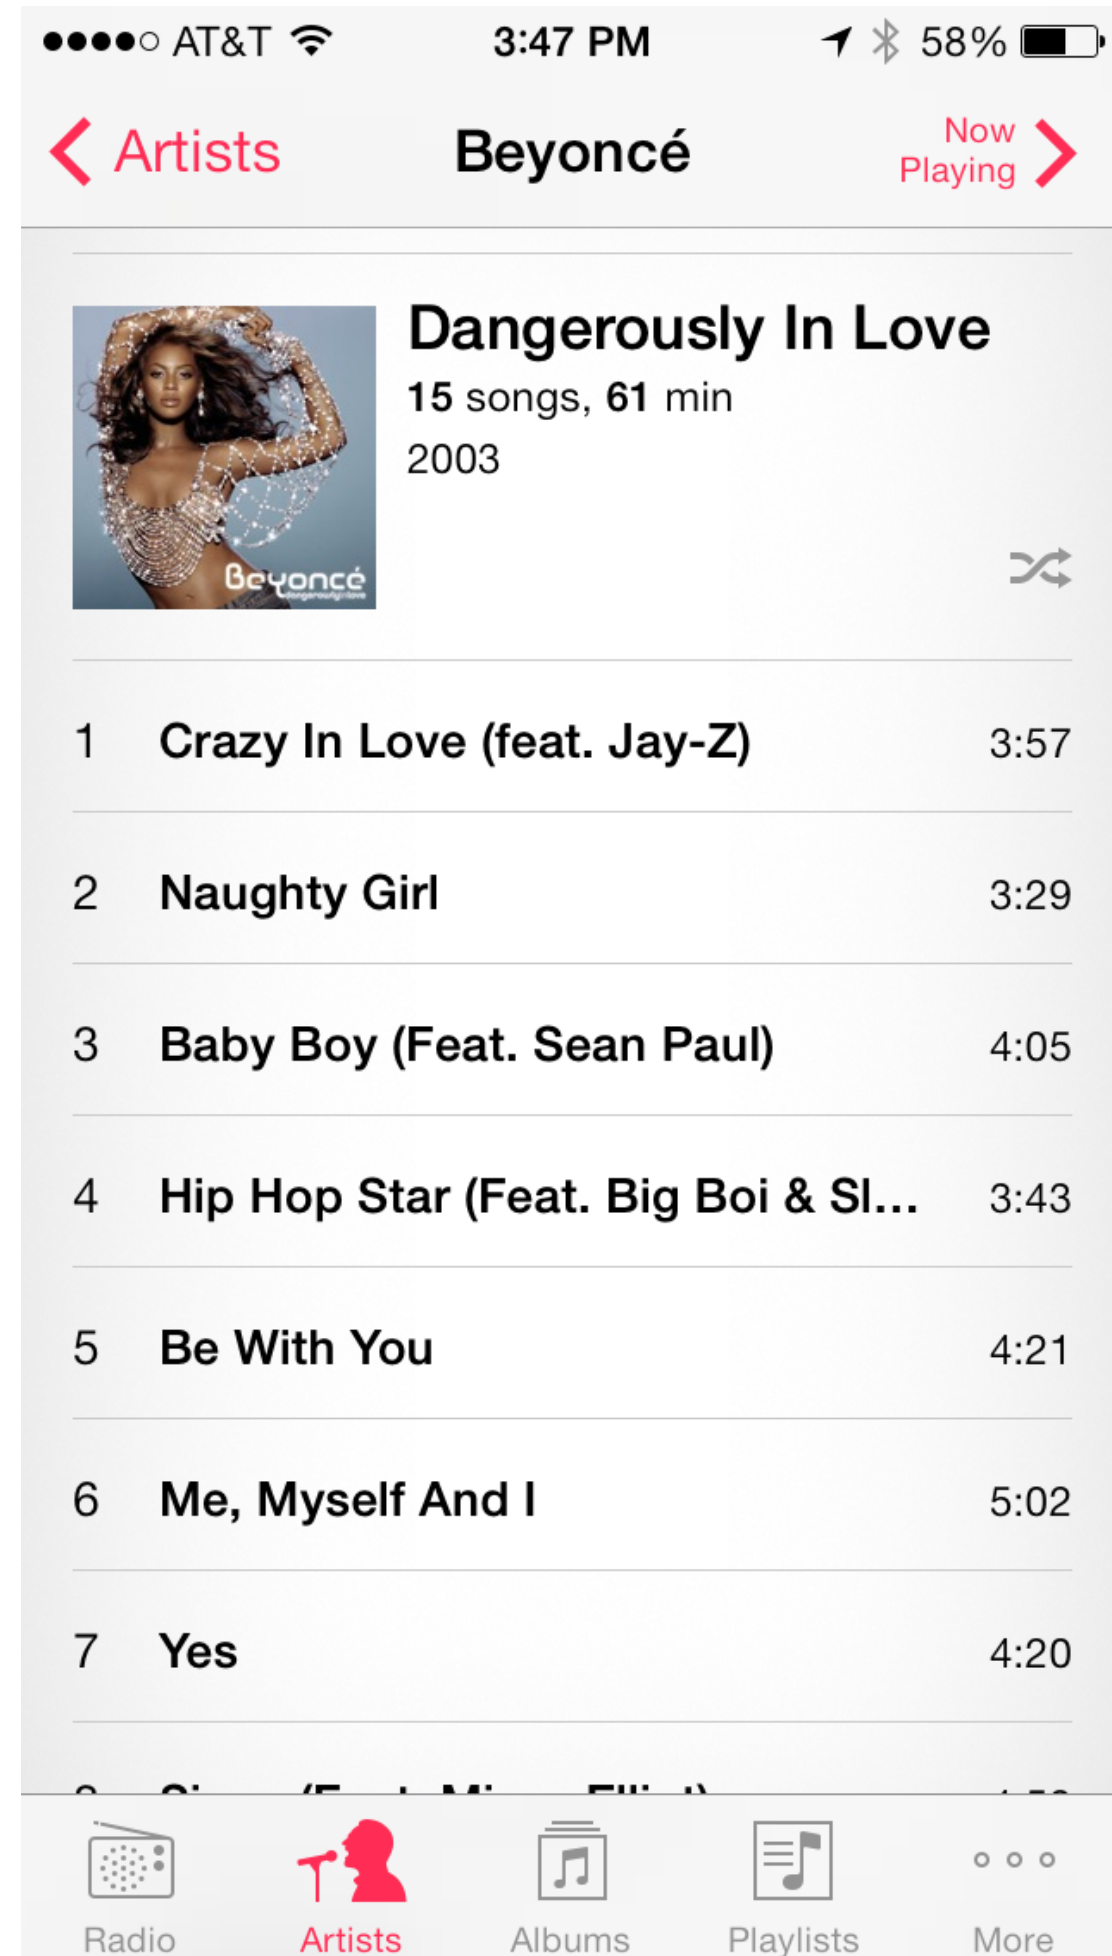 AT&T 3:47 PM 58%
Artists Beyoncé Now Playing
Dangerously In Love
15 songs, 61 min
2003
Beyoncé
dangerously in love
1 Crazy In Love (feat. Jay-Z) 3:57
2 Naughty Girl 3:29
3 Baby Boy (Feat. Sean Paul) 4:05
4 Hip Hop Star (Feat. Big Boi & Sl... 3:43
5 Be With You 4:21
6 Me, Myself And I 5:02
7 Yes 4:20
Radio Artists Albums Playlists More